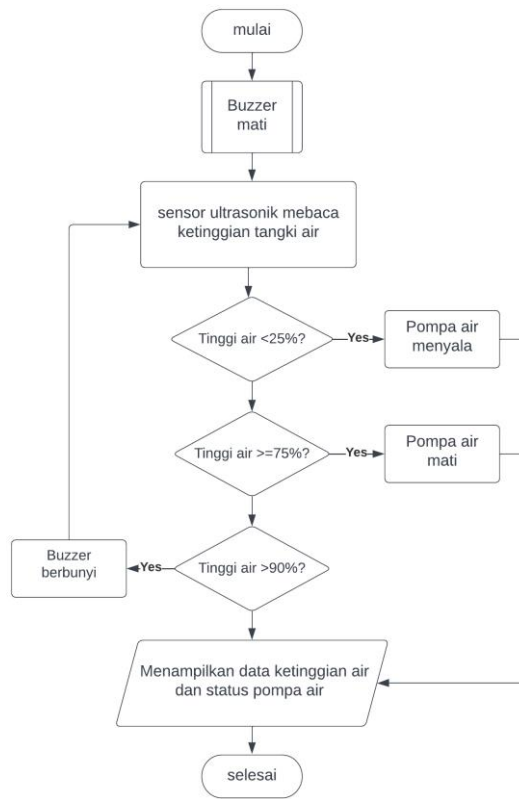 mulai
Buzzer
mati
sensor ultrasonik mebaca
ketinggian tangki air
Tinggi air <25%?
Yes
Pompa air
menyala
Tinggi air >=75%?
Yes
Pompa air
mati
Tinggi air >90%?
Yes
Buzzer
berbunyi
Menampilkan data ketinggian air
dan status pompa air
selesai